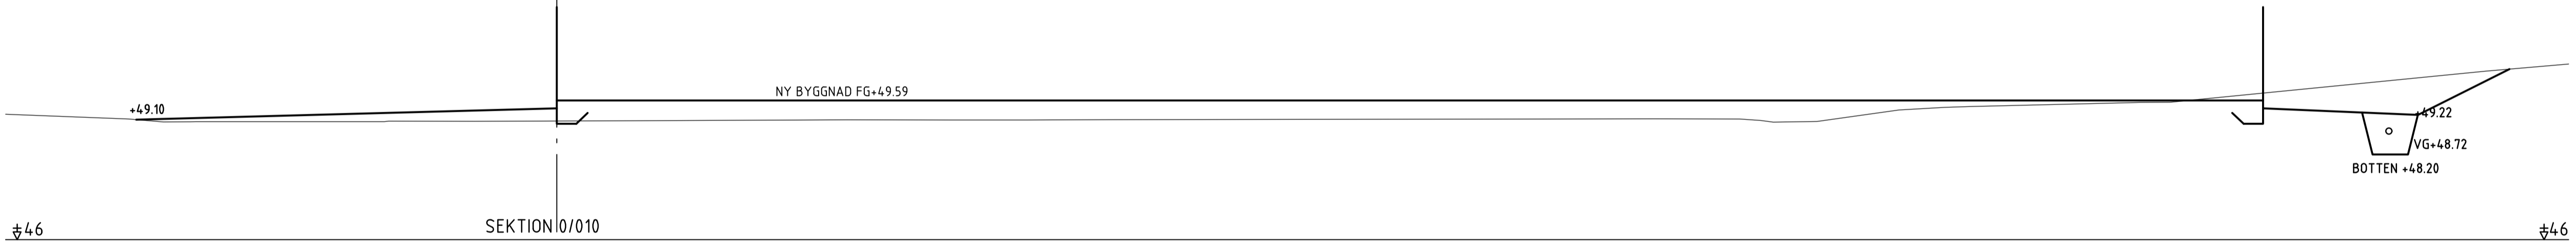 NY BYGGNAD FG+49.59
+49.10
+49.22
VG+48.72
BOTTEN +48.20
SEKTION 0/010
±46
±46